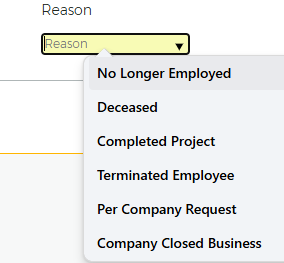 Reason
Reason
No Longer Employed
Deceased
Completed Project
Terminated Employee
Per Company Request
Company Closed Business